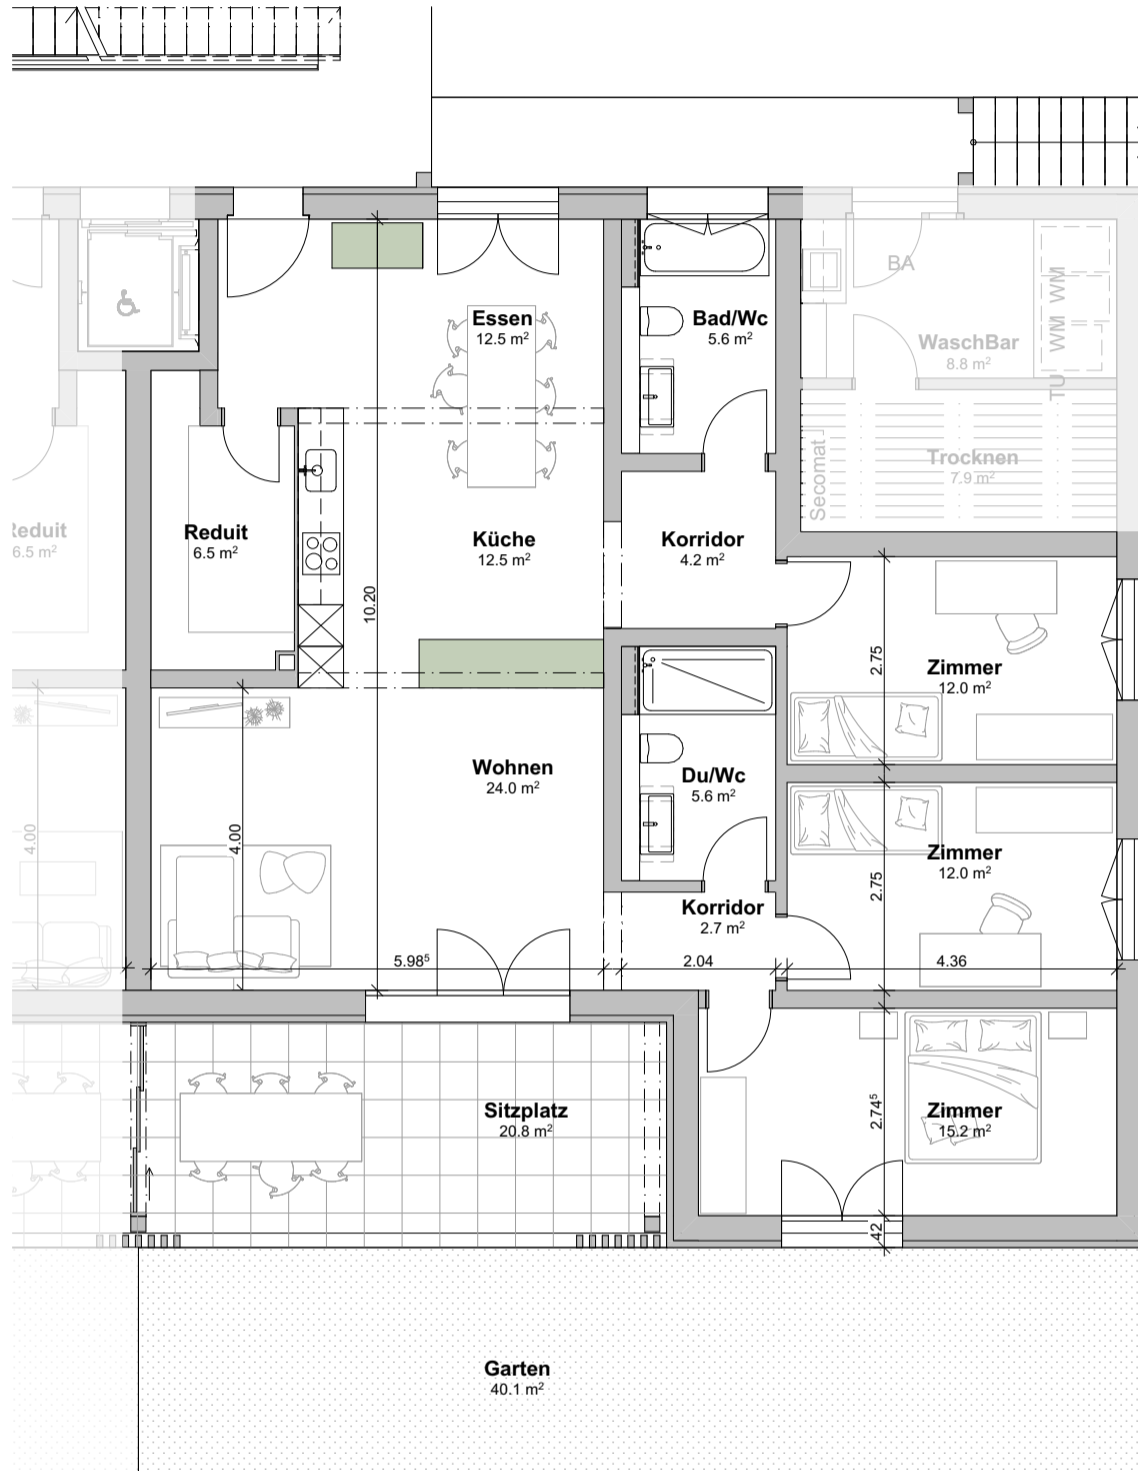 Essen
12.5 m²
Bad/Wc
5.6 m²
BA
WaschBar
8.8 m²
TU WM WM
Trocknen
7.9 m²
Secomat
Reduit
6.5 m²
Reduit
6.5 m²
Küche
12.5 m²
Korridor
4.2 m²
10.20
2.75
Zimmer
12.0 m²
Wohnen
24.0 m²
Du/Wc
5.6 m²
4.00
4.00
Zimmer
12.0 m²
2.75
Korridor
2.7 m²
5.98⁵
2.04
4.36
Sitzplatz
20.8 m²
2.74⁵
Zimmer
15.2 m²
42
Garten
40.1 m²